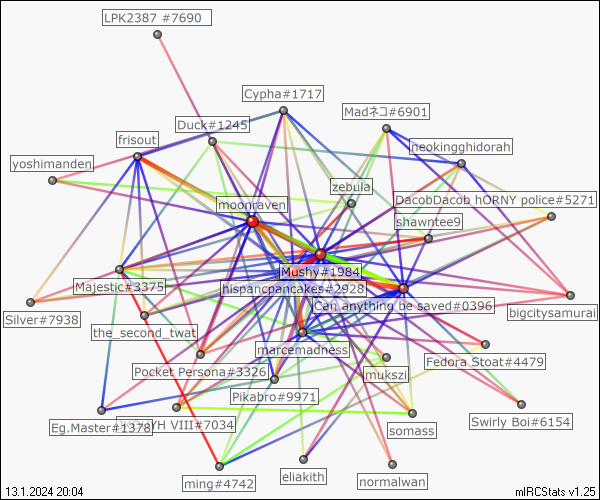 LPK2387 #7690
Cypha#1717
Madネコ#6901
Duck#1245
frisout
neokingghidorah
yoshimanden
zebula
DacobDacob hORNY police#5271
moonraven
shawntee9
Mushy#1984
Majestic#3375
hispancpancakes#2928
Can anything be saved#0396
Silver#7938
bigcitysamurai
the_second_twat
marcemadness
Fedora Stoat#4479
Pocket Persona#3326
mukszi
Pikabro#9971
Eg.Master#1378
VIII#7034
somass
Swirly Boi#6154
ming#4742
eliakith
normalwan
13.1.2024 20:04
mIRCStats v1.25